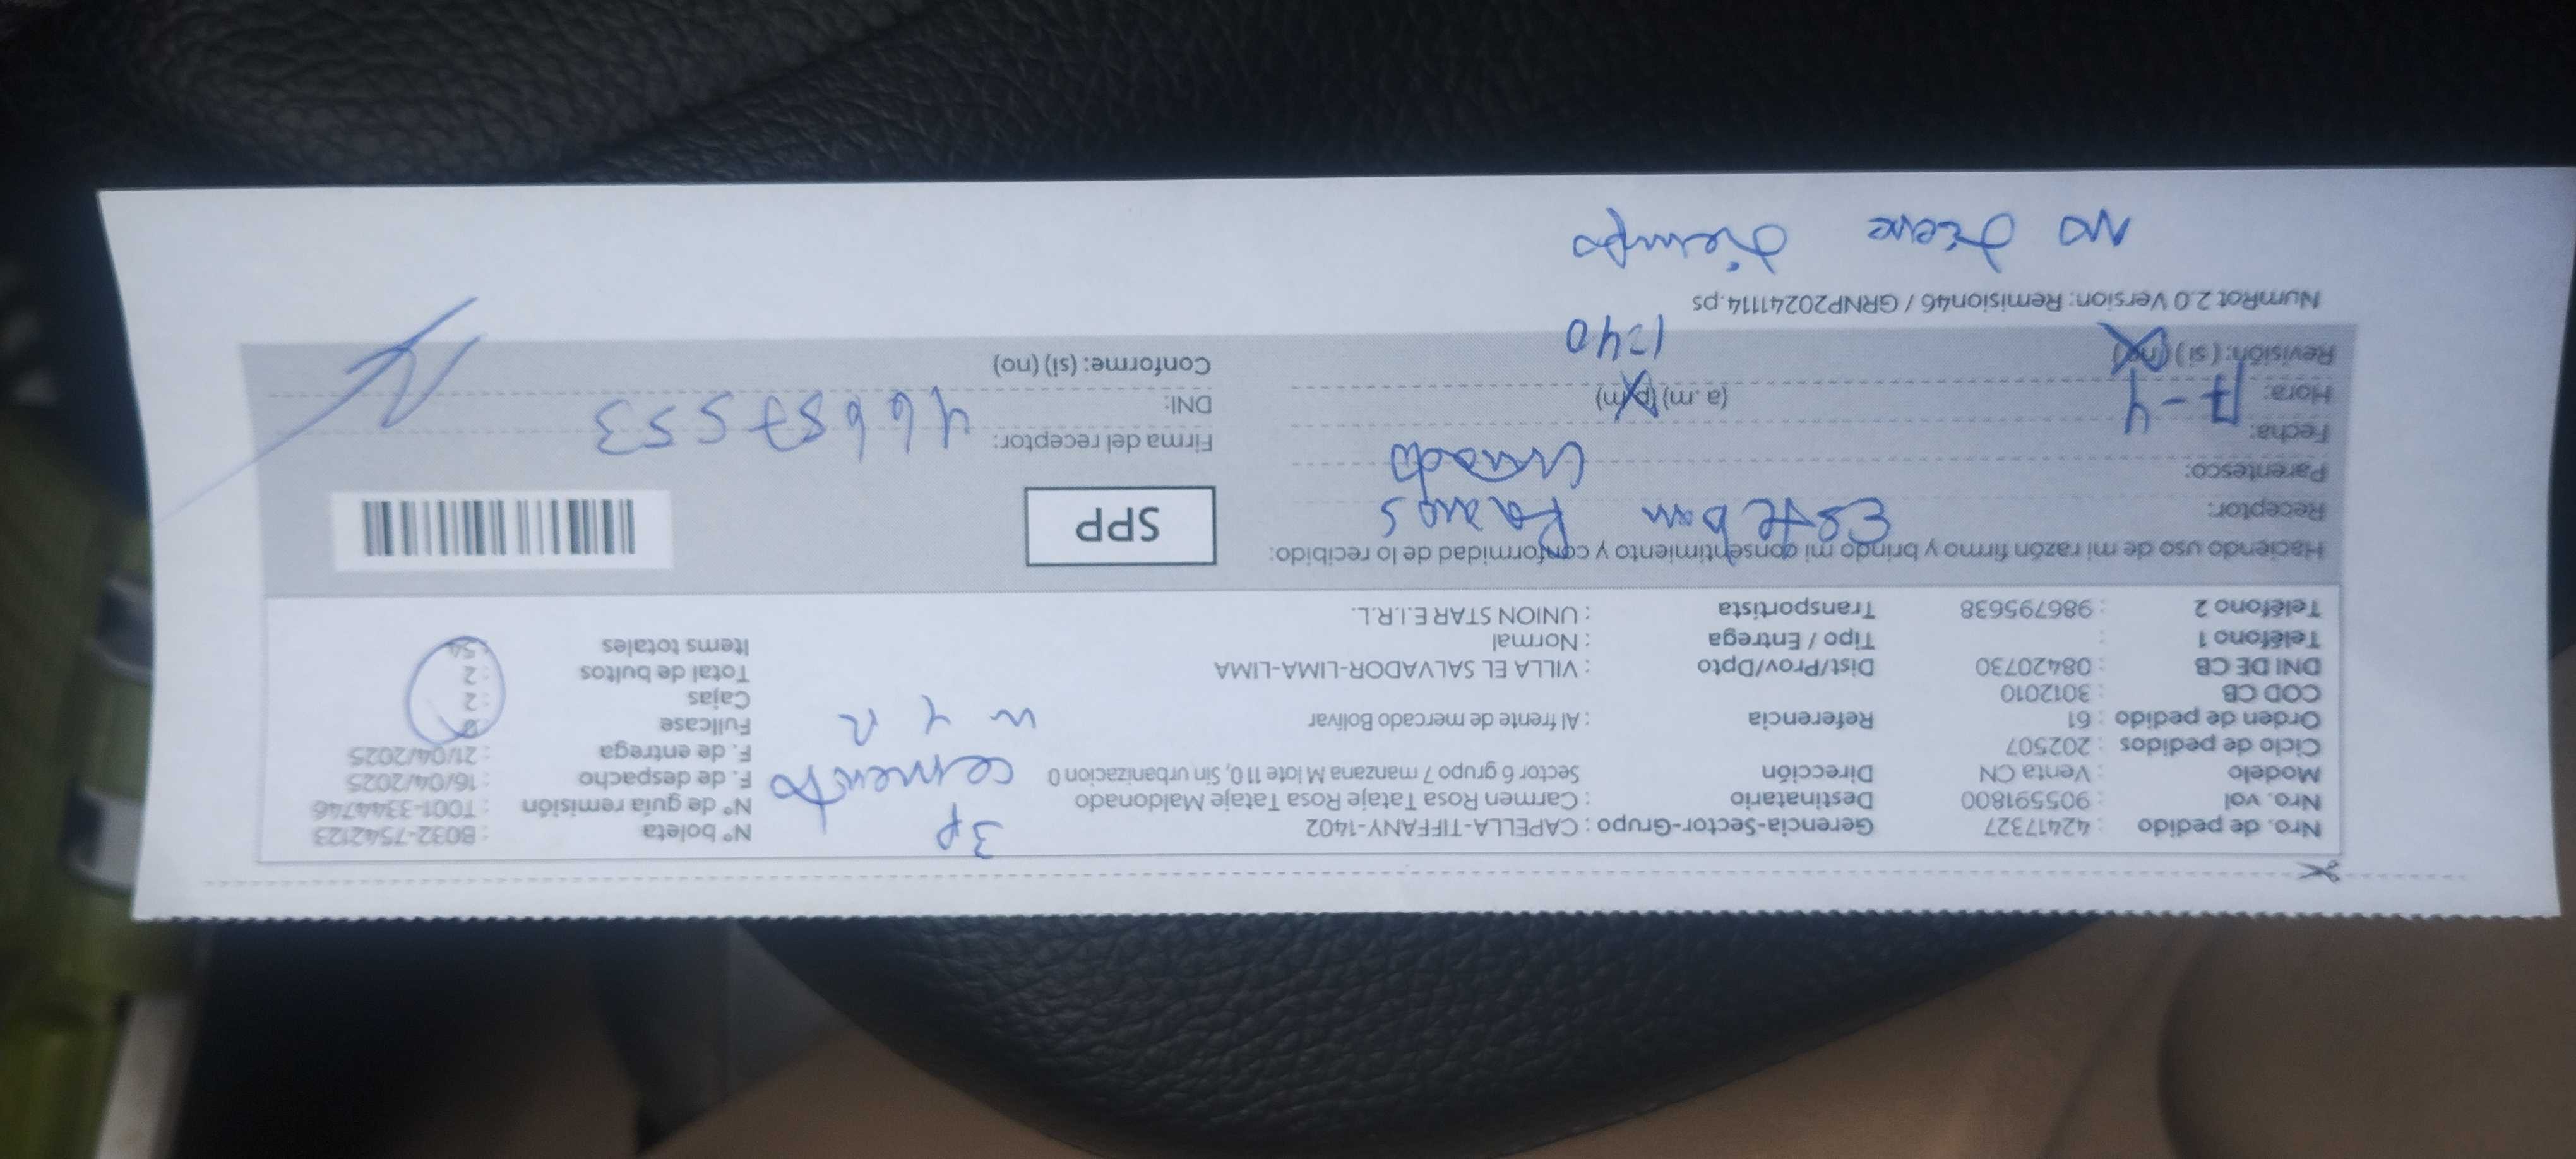 Nro. de pedido : 42417327
Nro. vol : 905591800
Modelo : Venta CN
Ciclo de pedidos : 202507
Orden de pedido : 61
COD CB : 3012010
DNI DE CB : 08420730
Teléfono 1 :
Teléfono 2 : 986795638
Gerencia-Sector-Grupo : CAPELLA-TIFFANY-1402
Destinatario : Carmen Rosa Tataje Rosa Tataje Maldonado
Dirección Sector 6 grupo 7 manzana M lote 110, Sin urbanizacion 0
Referencia : Al frente de mercado Bolívar
Dist/Prov/Dpto : VILLA EL SALVADOR-LIMA-LIMA
Tipo / Entrega : Normal
Transportista : UNION STAR E.I.R.L.
3p
cemento
Nº boleta : B032-7542123
Nº de guía remisión : T001-3344746
F. de despacho : 16/04/2025
F. de entrega : 21/04/2025
Fullcase
Cajas : 2
Total de bultos : 2
Items totales : 54
Haciendo uso de mi razón firmo y brindo mi consentimiento y conformidad de lo recibido:
Receptor: Esteban Ramos
Parentesco:
Fecha: 17-4
Hora: (a.m) (p.m) 1240
Revisión: (si) (no)
SPP
Firma del receptor:
DNI: 46657553
Conforme: (si) (no)
NumRot 2.0 Version: Remision46 / GRNP20241114.ps
NO tiene tiempo